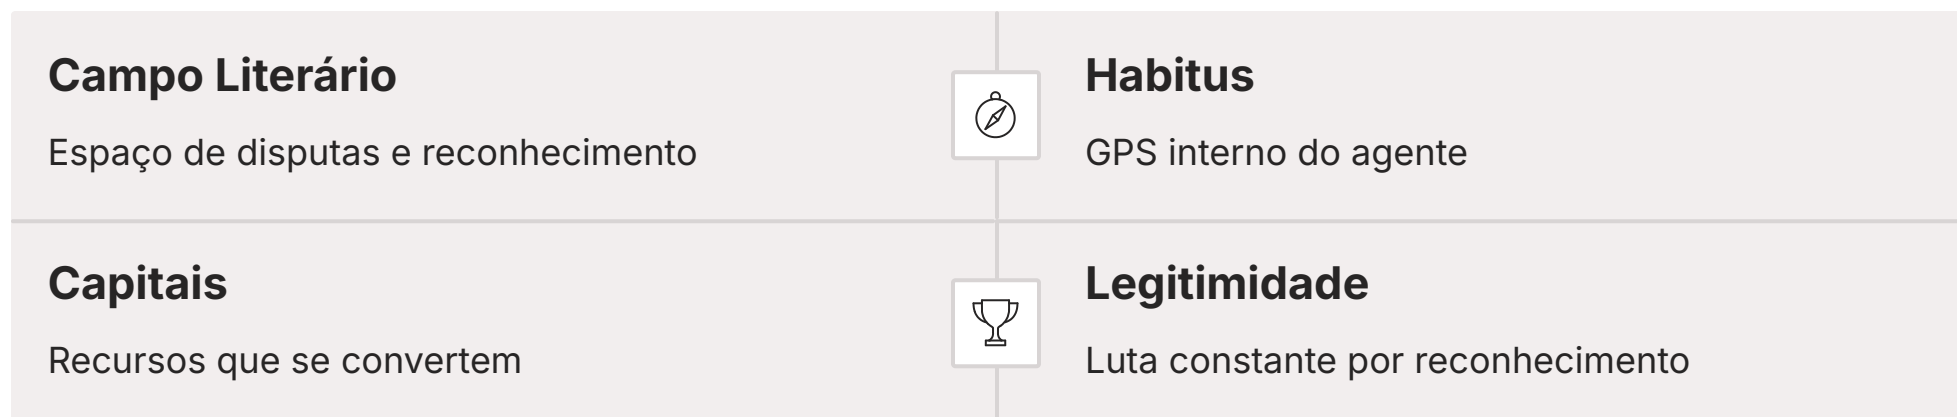 Campo Literário
Espaço de disputas e reconhecimento
Habitus
GPS interno do agente
Capitais
Recursos que se convertem
Legitimidade
Luta constante por reconhecimento